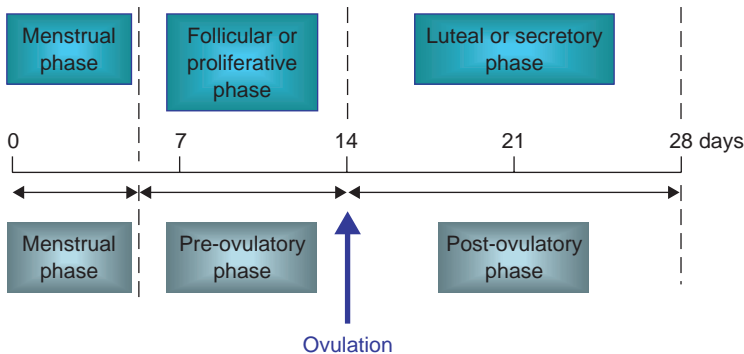 Menstrual
phase
Follicular or
proliferative
phase
Luteal or secretory
phase
0
7
14
21
28 days
Menstrual
phase
Pre-ovulatory
phase
Post-ovulatory
phase
Ovulation